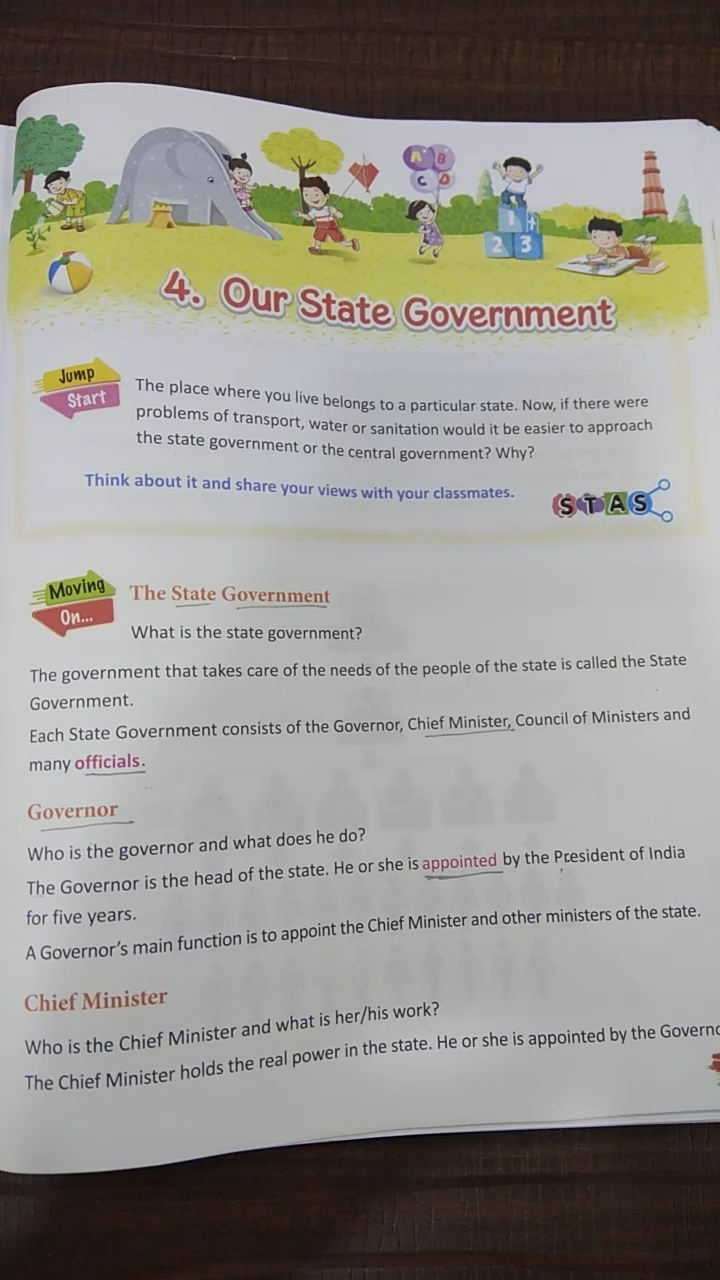 A B
C D
1
2 3
4. Our State Government
Jump
Start
The place where you live belongs to a particular state. Now, if there were
problems of transport, water or sanitation would it be easier to approach
the state government or the central government? Why?
Think about it and share your views with your classmates.
STAS
Moving
On...
The State Government
What is the state government?
The government that takes care of the needs of the people of the state is called the State
Government.
Each State Government consists of the Governor, Chief Minister, Council of Ministers and
many officials.
Governor
Who is the governor and what does he do?
The Governor is the head of the state. He or she is appointed by the President of India
for five years.
A Governor's main function is to appoint the Chief Minister and other ministers of the state.
Chief Minister
Who is the Chief Minister and what is her/his work?
The Chief Minister holds the real power in the state. He or she is appointed by the